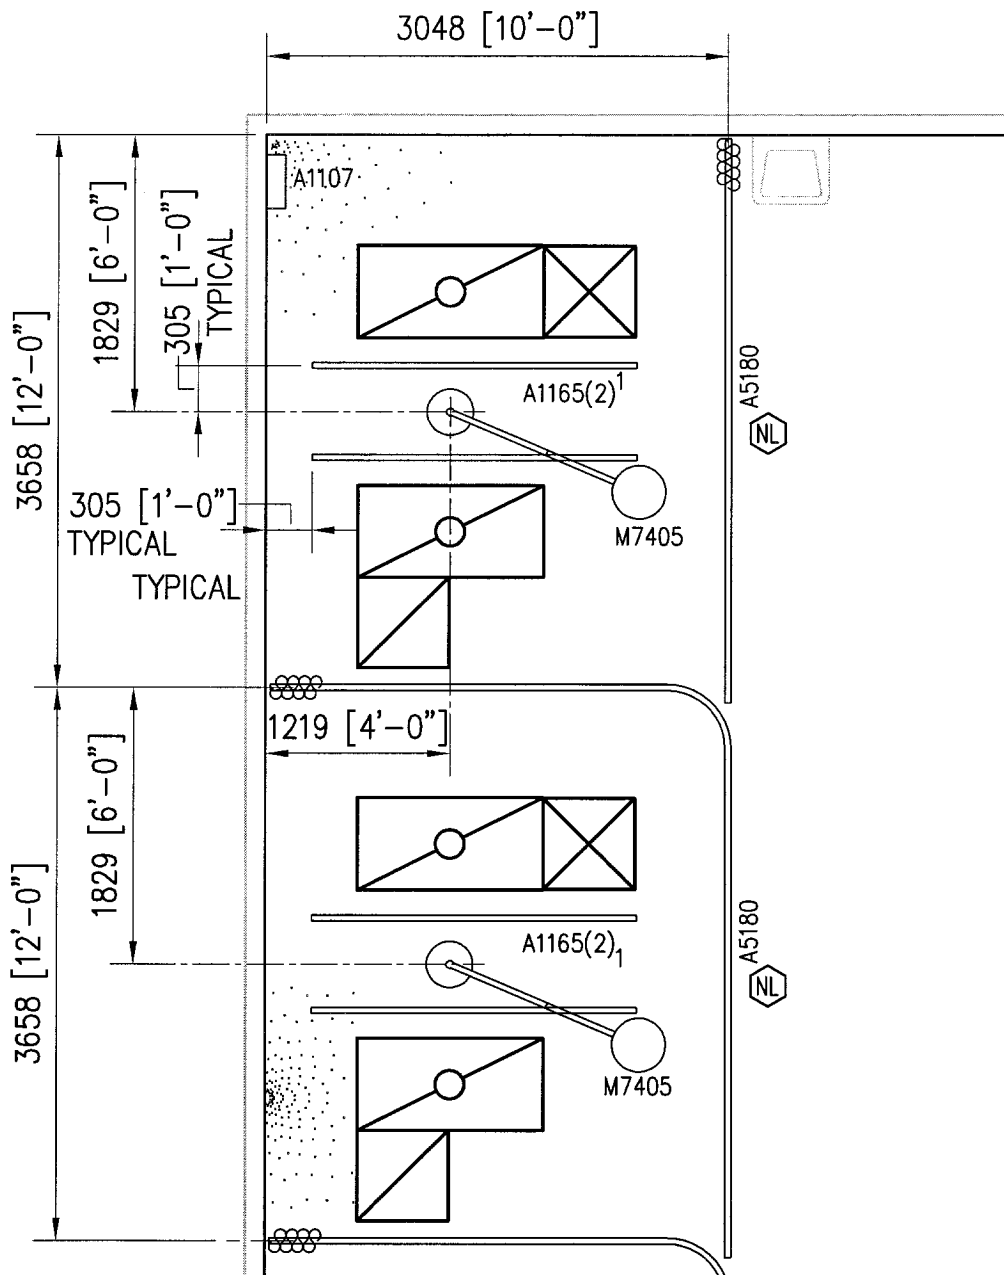 3048 [10'-0"]
A1107
1829 [6'-0"]
305 [1'-0"]
TYPICAL
3658 [12'-0"]
A1165(2)1
A5180
NL
305 [1'-0"]
TYPICAL
TYPICAL
M7405
1219 [4'-0"]
1829 [6'-0"]
3658 [12'-0"]
A1165(2)1
A5180
NL
M7405